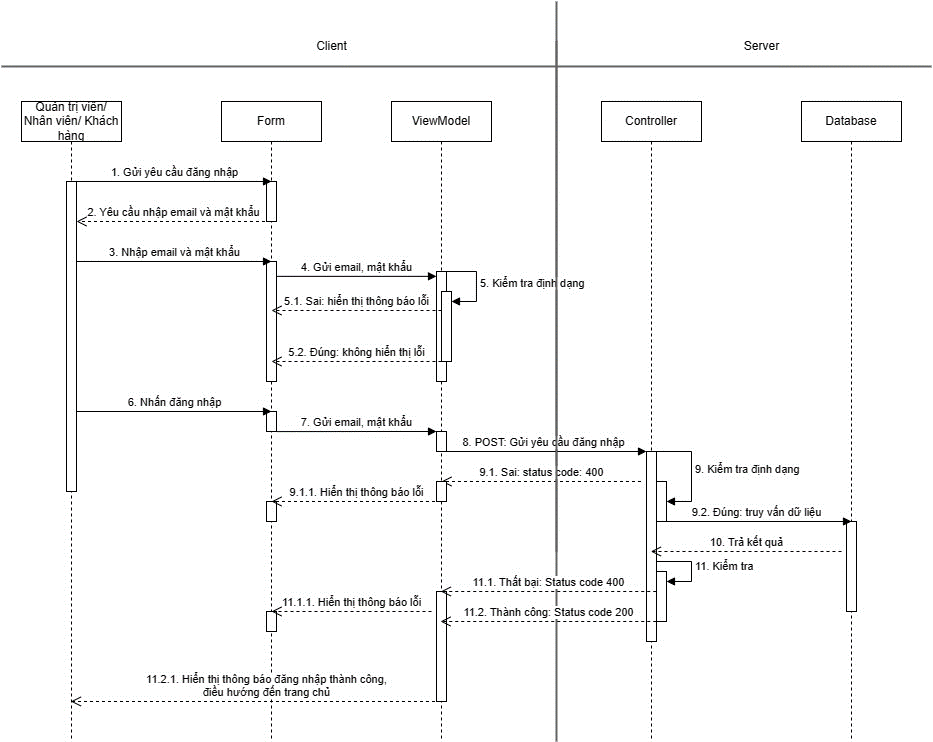 Client
Server
Quản trị viên/
Nhân viên/ Khách
hàng
Form
ViewModel
Controller
Database
1. Gửi yêu cầu đăng nhập
2. Yêu cầu nhập email và mật khẩu
3. Nhập email và mật khẩu
4. Gửi email, mật khẩu
5. Kiểm tra định dạng
5.1. Sai: hiển thị thông báo lỗi
5.2. Đúng: không hiển thị lỗi
6. Nhấn đăng nhập
7. Gửi email, mật khẩu
8. POST: Gửi yêu cầu đăng nhập
9. Kiểm tra định dạng
9.1. Sai: status code: 400
9.1.1. Hiển thị thông báo lỗi
9.2. Đúng: truy vấn dữ liệu
10. Trả kết quả
11. Kiểm tra
11.1. Thất bại: Status code 400
11.1.1. Hiển thị thông báo lỗi
11.2. Thành công: Status code 200
11.2.1. Hiển thị thông báo đăng nhập thành công,
điều hướng đến trang chủ